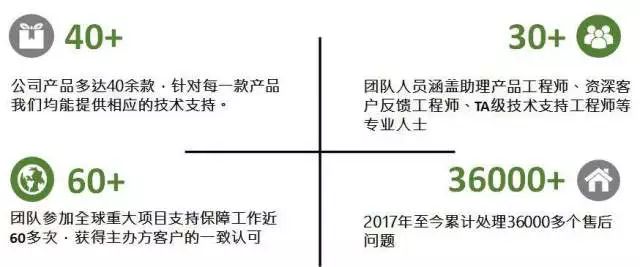 40+
公司产品多达40余款，针对每一款产品
我们均能提供相应的技术支持。
30+
团队人员涵盖助理产品工程师、资深客
户反馈工程师、TA级技术支持工程师等
专业人士
60+
团队参加全球重大项目支持保障工作近
60多次，获得主办方客户的一致认可
36000+
2017年至今累计处理36000多个售后
问题